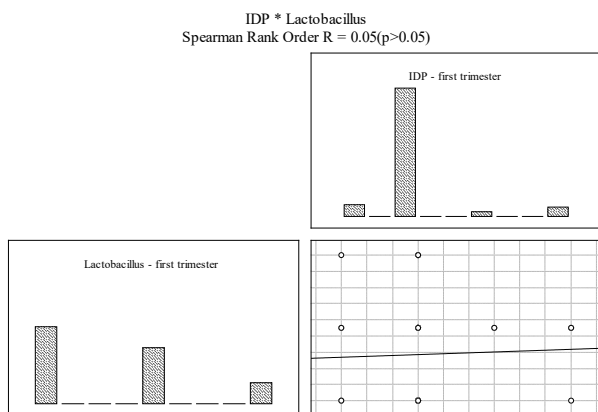 IDP * Lactobacillus
Spearman Rank Order R = 0.05(p>0.05)
IDP - first trimester
Lactobacillus - first trimester